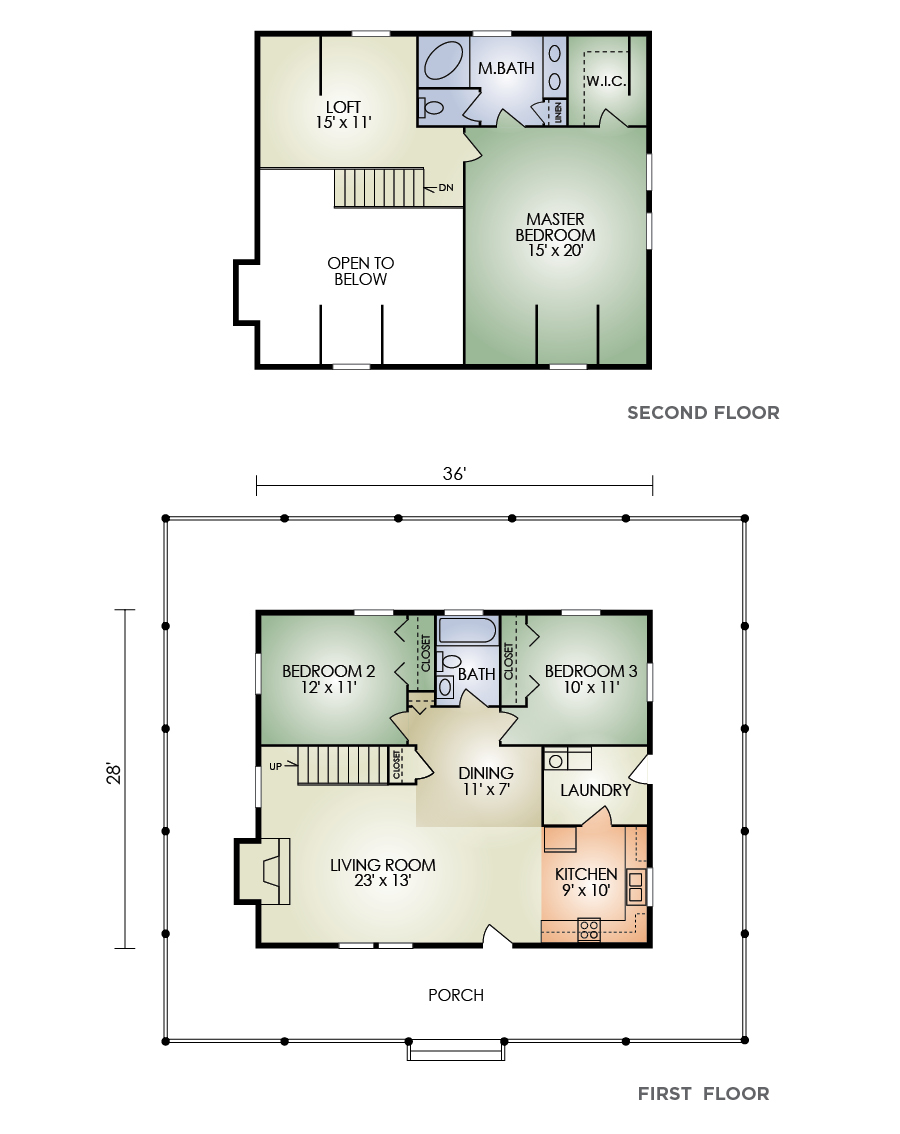 M.BATH
W.I.C.
LOFT
15' x 11'
LINEN
DN
MASTER
BEDROOM
15' x 20'
OPEN TO
BELOW
SECOND FLOOR
36'
28'
BEDROOM 2
12' x 11'
CLOSET
BATH
CLOSET
BEDROOM 3
10' x 11'
UP
CLOSET
DINING
11' x 7'
LAUNDRY
LIVING ROOM
23' x 13'
KITCHEN
9' x 10'
PORCH
FIRST FLOOR